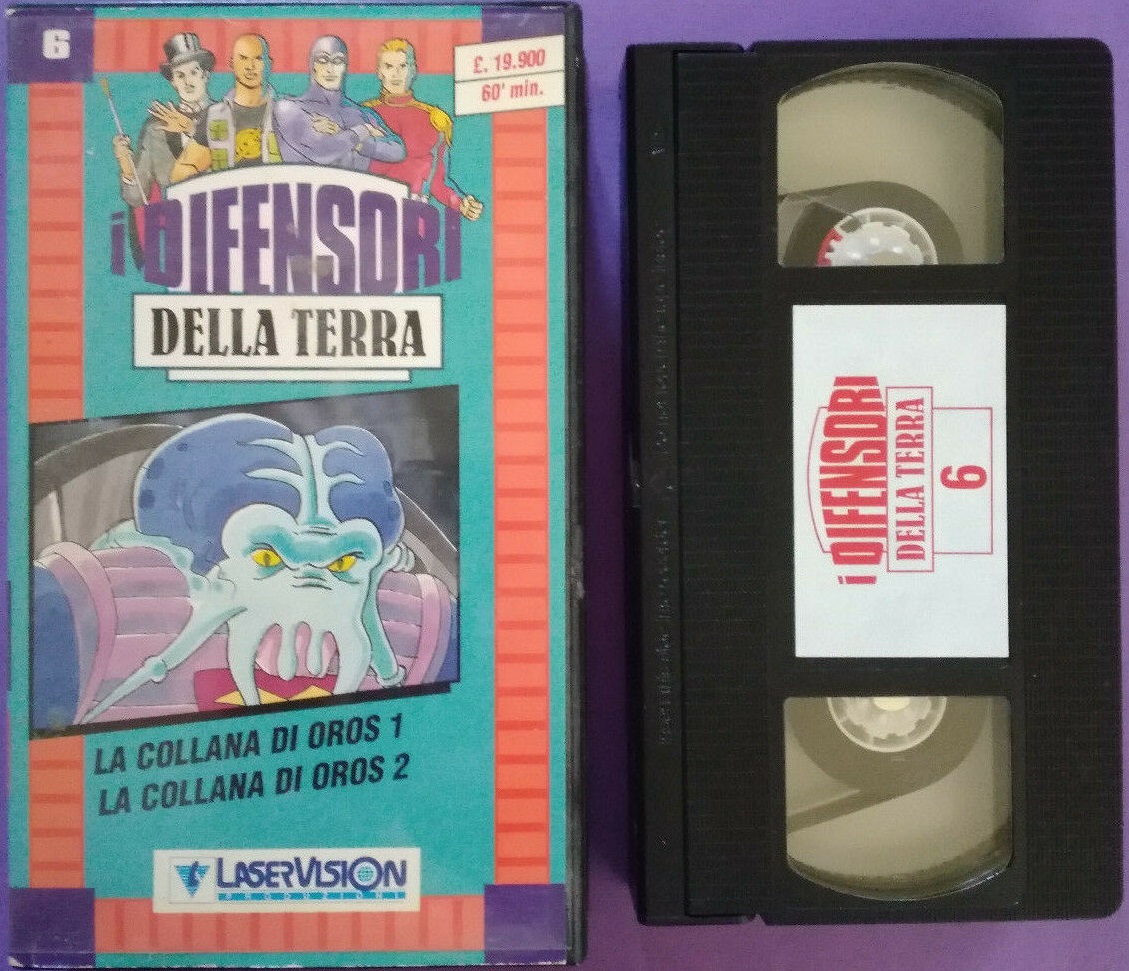 6
£. 19.900
60' min.
i DIFENSORI
DELLA TERRA
LA COLLANA DI OROS 1
LA COLLANA DI OROS 2
LASERVISION
PRODUZIONI
i DIFENSORI
DELLA TERRA
6